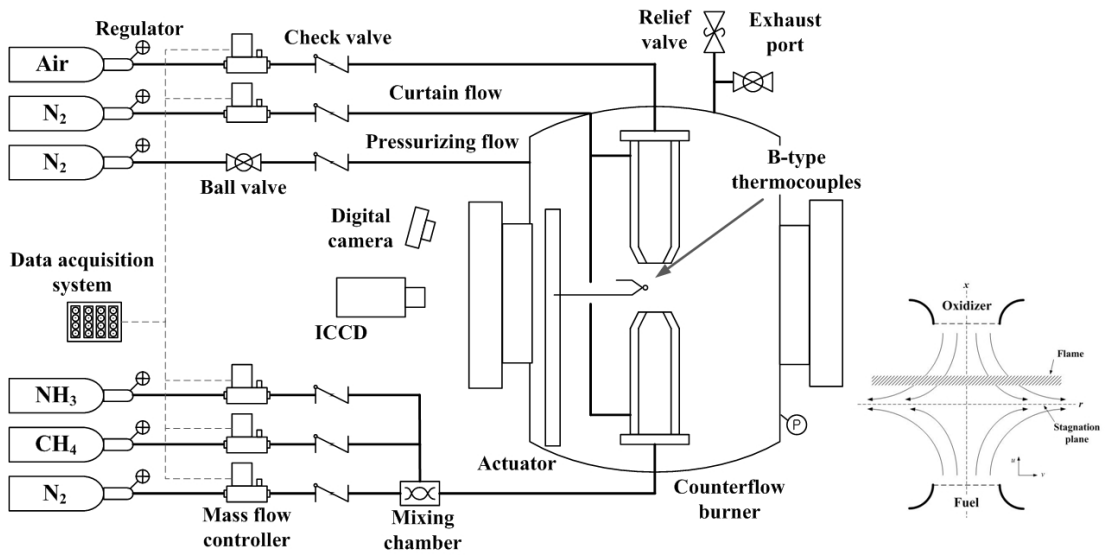 Regulator
Air
Check valve
Relief
valve
Exhaust
port
N2
Curtain flow
N2
Pressurizing flow
Ball valve
B-type
thermocouples
Digital
camera
Data acquisition
system
ICCD
NH3
CH4
N2
Mass flow
controller
Mixing
chamber
Actuator
P
Counterflow
burner
x
Oxidizer
Flame
r
Stagnation
plane
u
v
Fuel